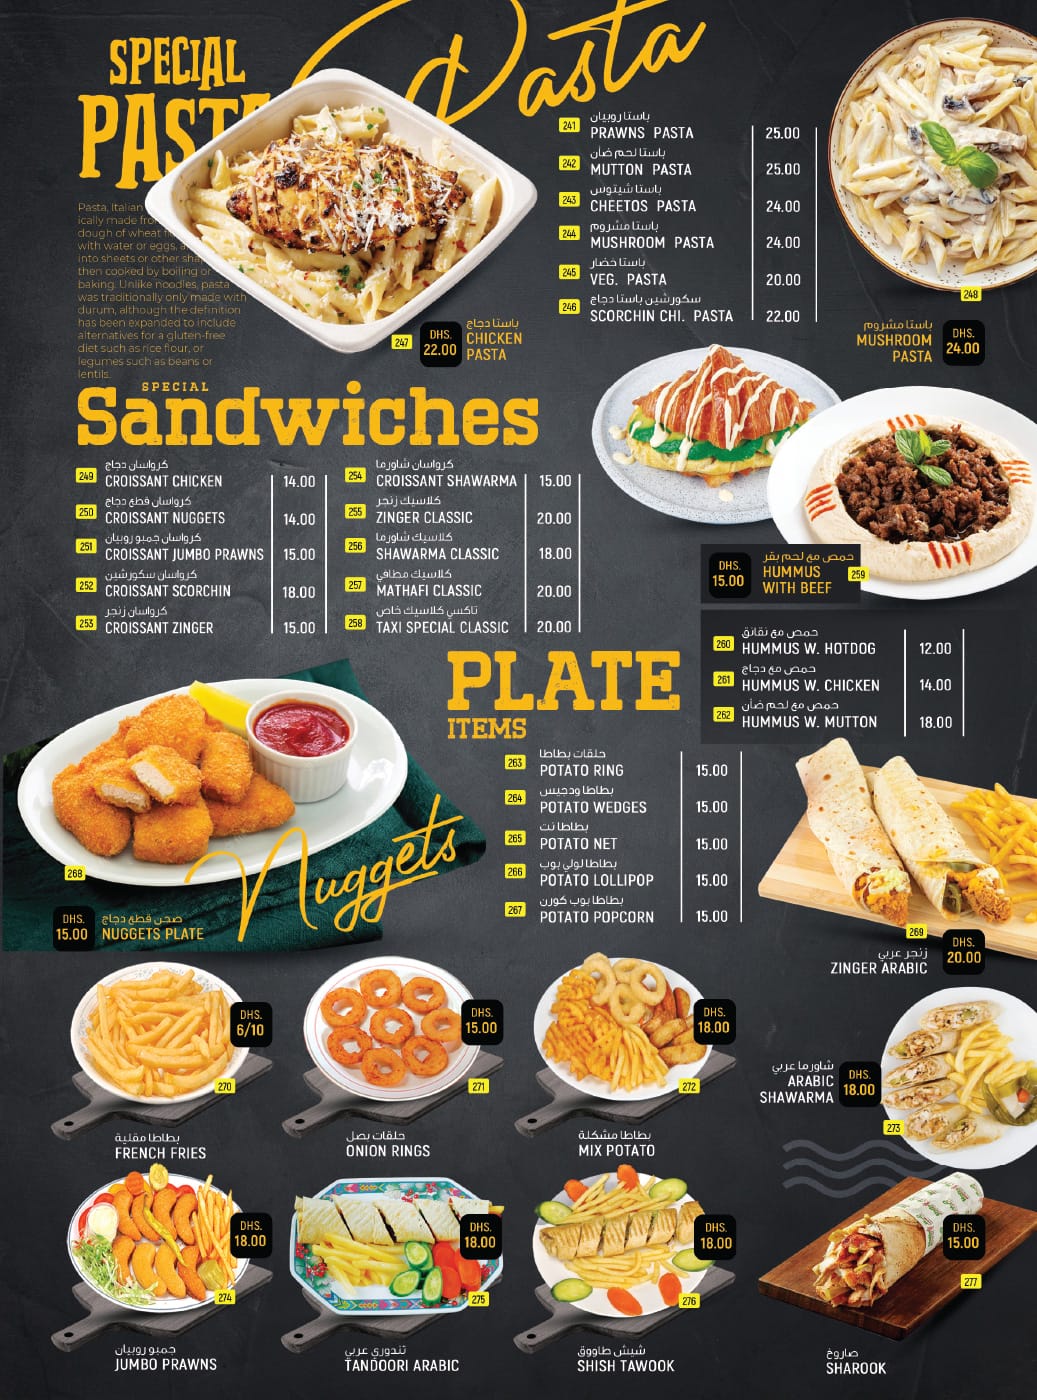 SPECIAL
PASTA
Pasta
Pasta, Italian
ically made from
dough of wheat
with water or eggs,
into sheets or other
then cooked by boiling or
baking. Unlike noodles, pasta
was traditionally only made with
durum, although the definition
has been expanded to include
alternatives for a gluten-free
diet such as rice flour, or
legumes such as beans or
lentils.
باستا روبيان
241 PRAWNS PASTA 25.00
باستا لحم ضأن
242 MUTTON PASTA 25.00
باستا شيتوس
243 CHEETOS PASTA 24.00
باستا مشروم
244 MUSHROOM PASTA 24.00
باستا خضار
245 VEG. PASTA 20.00
سكورشين باستا دجاج
246 SCORCHIN CHI. PASTA 22.00
247
DHS.
22.00
باستا دجاج
CHICKEN
PASTA
248
باستا مشروم
MUSHROOM
PASTA
DHS.
24.00
SPECIAL
Sandwiches
كرواسان دجاج
249 CROISSANT CHICKEN 14.00
كرواسان قطع دجاج
250 CROISSANT NUGGETS 14.00
كرواسان جمبو روبيان
251 CROISSANT JUMBO PRAWNS 15.00
كرواسان سكورشين
252 CROISSANT SCORCHIN 18.00
كرواسان زنجر
253 CROISSANT ZINGER 15.00
كرواسان شاورما
254 CROISSANT SHAWARMA 15.00
كلاسيك زنجر
255 ZINGER CLASSIC 20.00
كلاسيك شاورما
256 SHAWARMA CLASSIC 18.00
كلاسيك مطافي
257 MATHAFI CLASSIC 20.00
تاكسي كلاسيك خاص
258 TAXI SPECIAL CLASSIC 20.00
DHS.
15.00
حمص مع لحم بقر
HUMMUS
WITH BEEF
259
حمص مع نقانق
260 HUMMUS W. HOTDOG 12.00
حمص مع دجاج
261 HUMMUS W. CHICKEN 14.00
حمص مع لحم ضأن
262 HUMMUS W. MUTTON 18.00
PLATE
ITEMS
حلقات بطاطا
263 POTATO RING 15.00
بطاطا ودجيس
264 POTATO WEDGES 15.00
بطاطا نت
265 POTATO NET 15.00
بطاطا لولي بوب
266 POTATO LOLLIPOP 15.00
بطاطا بوب كورن
267 POTATO POPCORN 15.00
Nuggets
268
DHS.
15.00
صحن قطع دجاج
NUGGETS PLATE
269
زنجر عربي
ZINGER ARABIC
DHS.
20.00
DHS.
6/10
270
بطاطا مقلية
FRENCH FRIES
DHS.
15.00
271
حلقات بصل
ONION RINGS
DHS.
18.00
272
بطاطا مشكلة
MIX POTATO
شاورما عربي
ARABIC
SHAWARMA
DHS.
18.00
273
DHS.
18.00
274
جمبو روبيان
JUMBO PRAWNS
DHS.
18.00
275
تندوري عربي
TANDOORI ARABIC
DHS.
18.00
276
شيش طاووق
SHISH TAWOOK
DHS.
15.00
277
صاروخ
SHAROOK